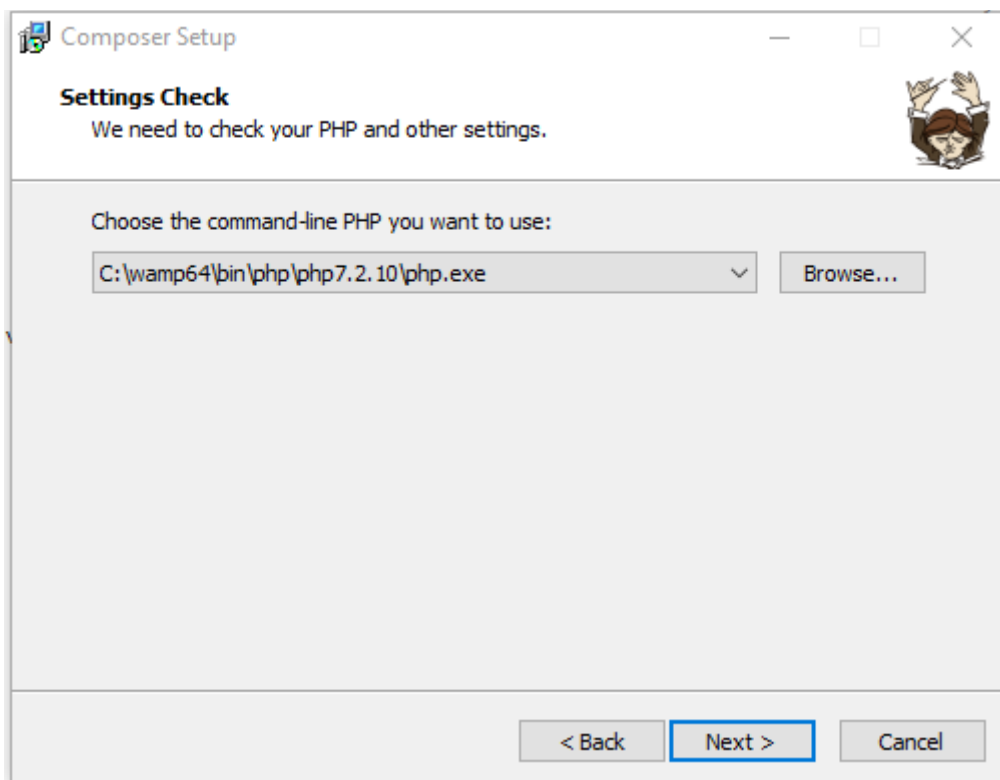 Composer Setup
Settings Check
We need to check your PHP and other settings.
Choose the command-line PHP you want to use:
C:\wamp64\bin\php\php7.2.10\php.exe
Browse...
< Back
Next >
Cancel